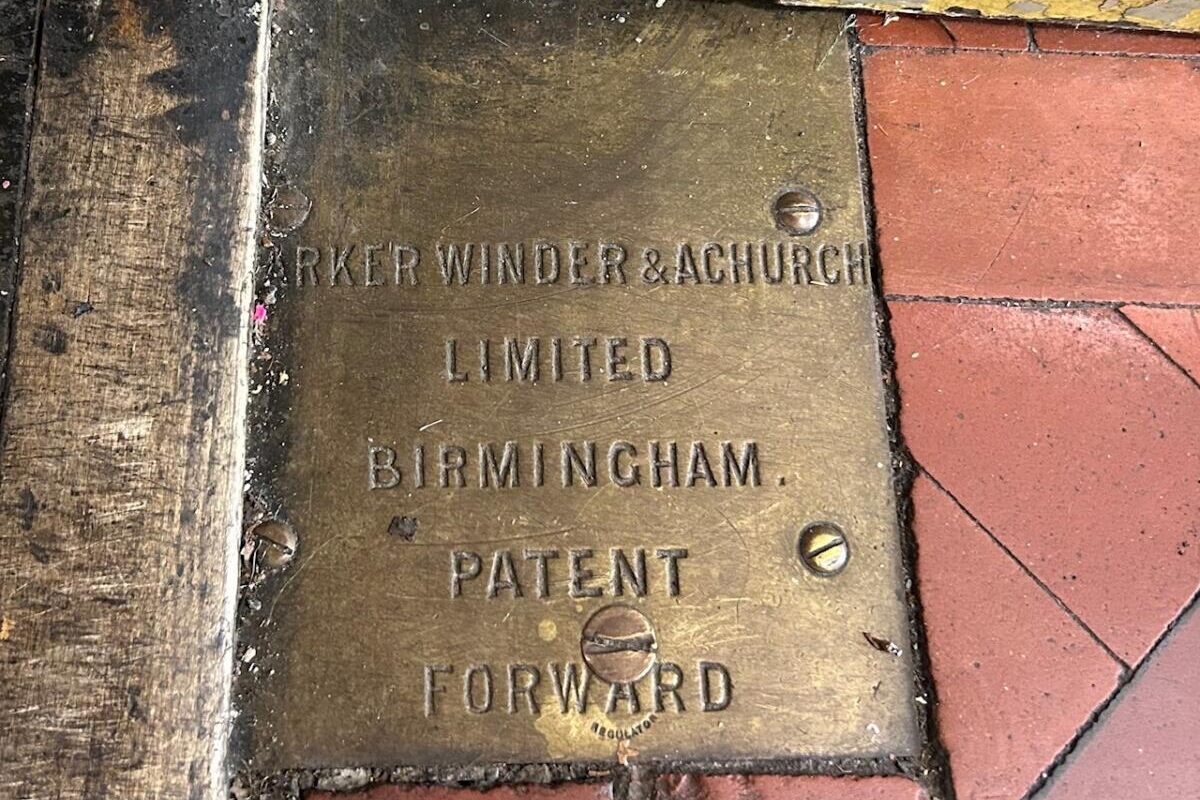 ARKER WINDER & ACHURCH
LIMITED
BIRMINGHAM.
PATENT
FORWARD
REGULATOR